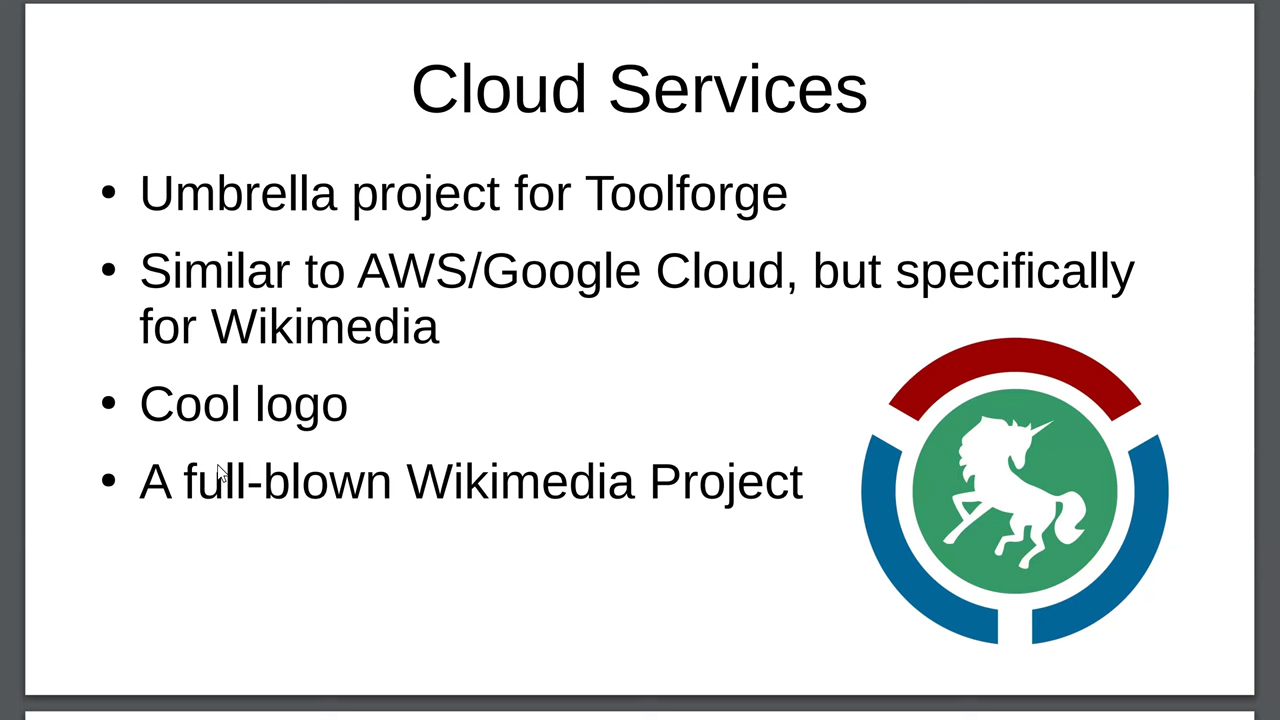 Cloud Services
• Umbrella project for Toolforge
• Similar to AWS/Google Cloud, but specifically
for Wikimedia
• Cool logo
• A full-blown Wikimedia Project